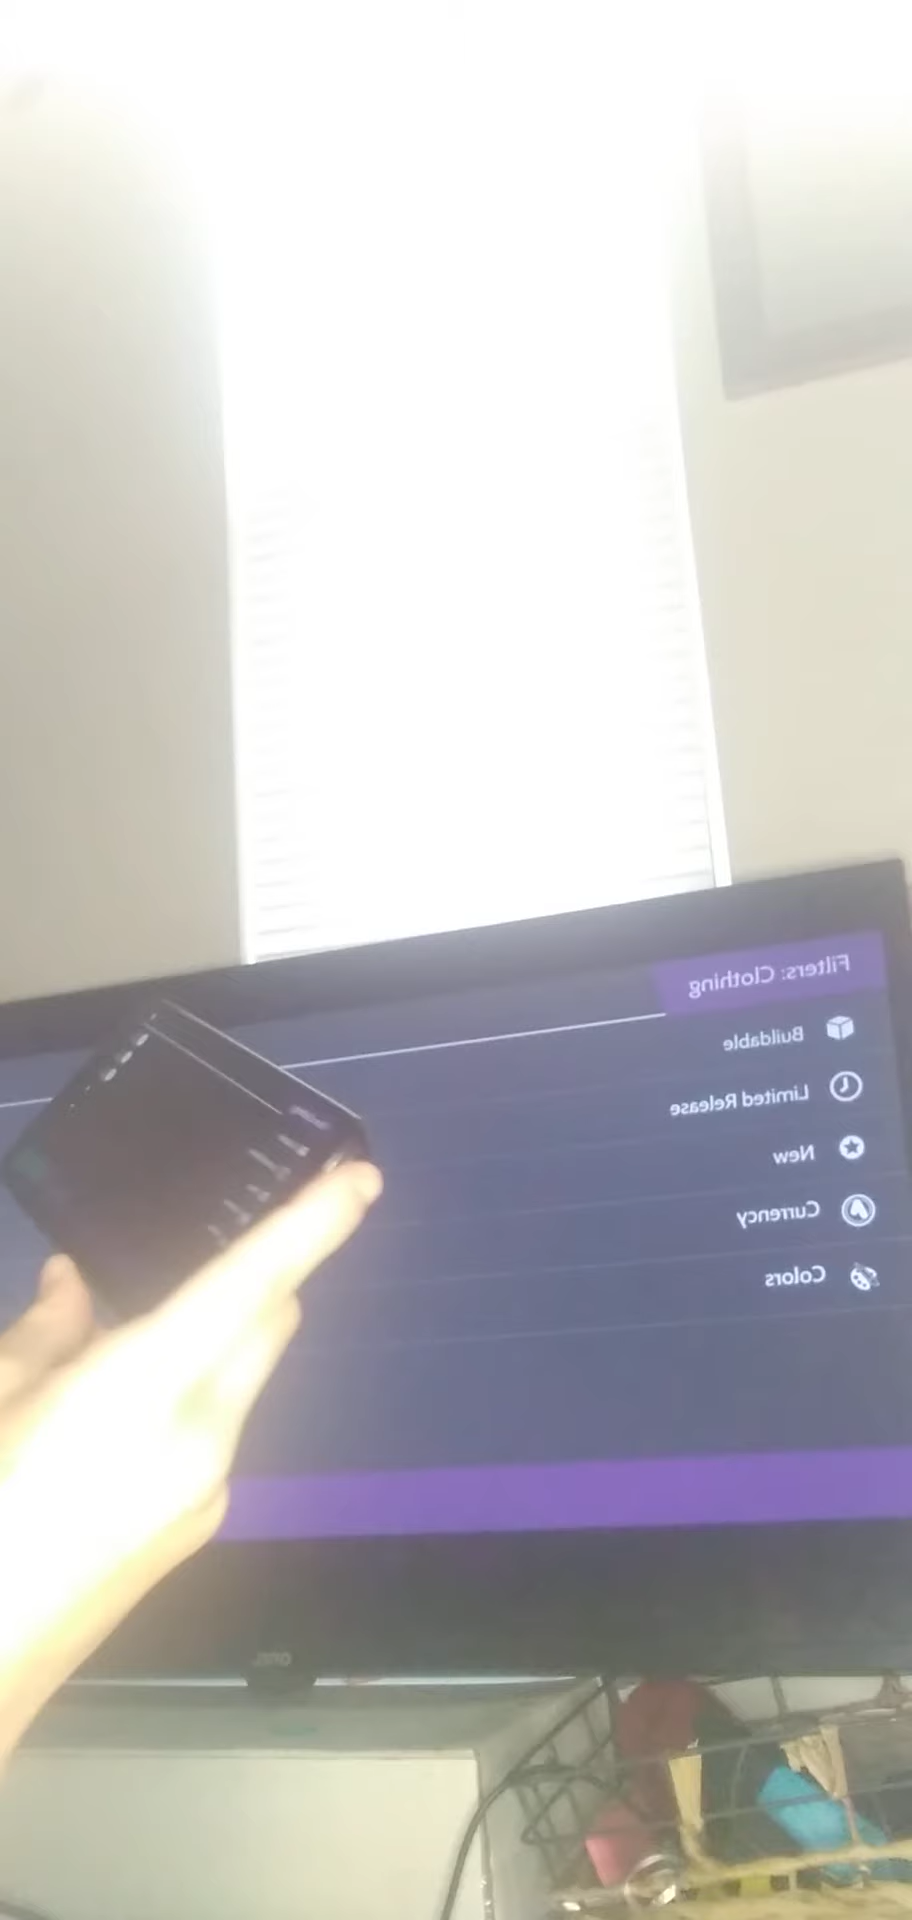 Filters: Clothing
Buildable
Limited Release
New
Currency
Colors